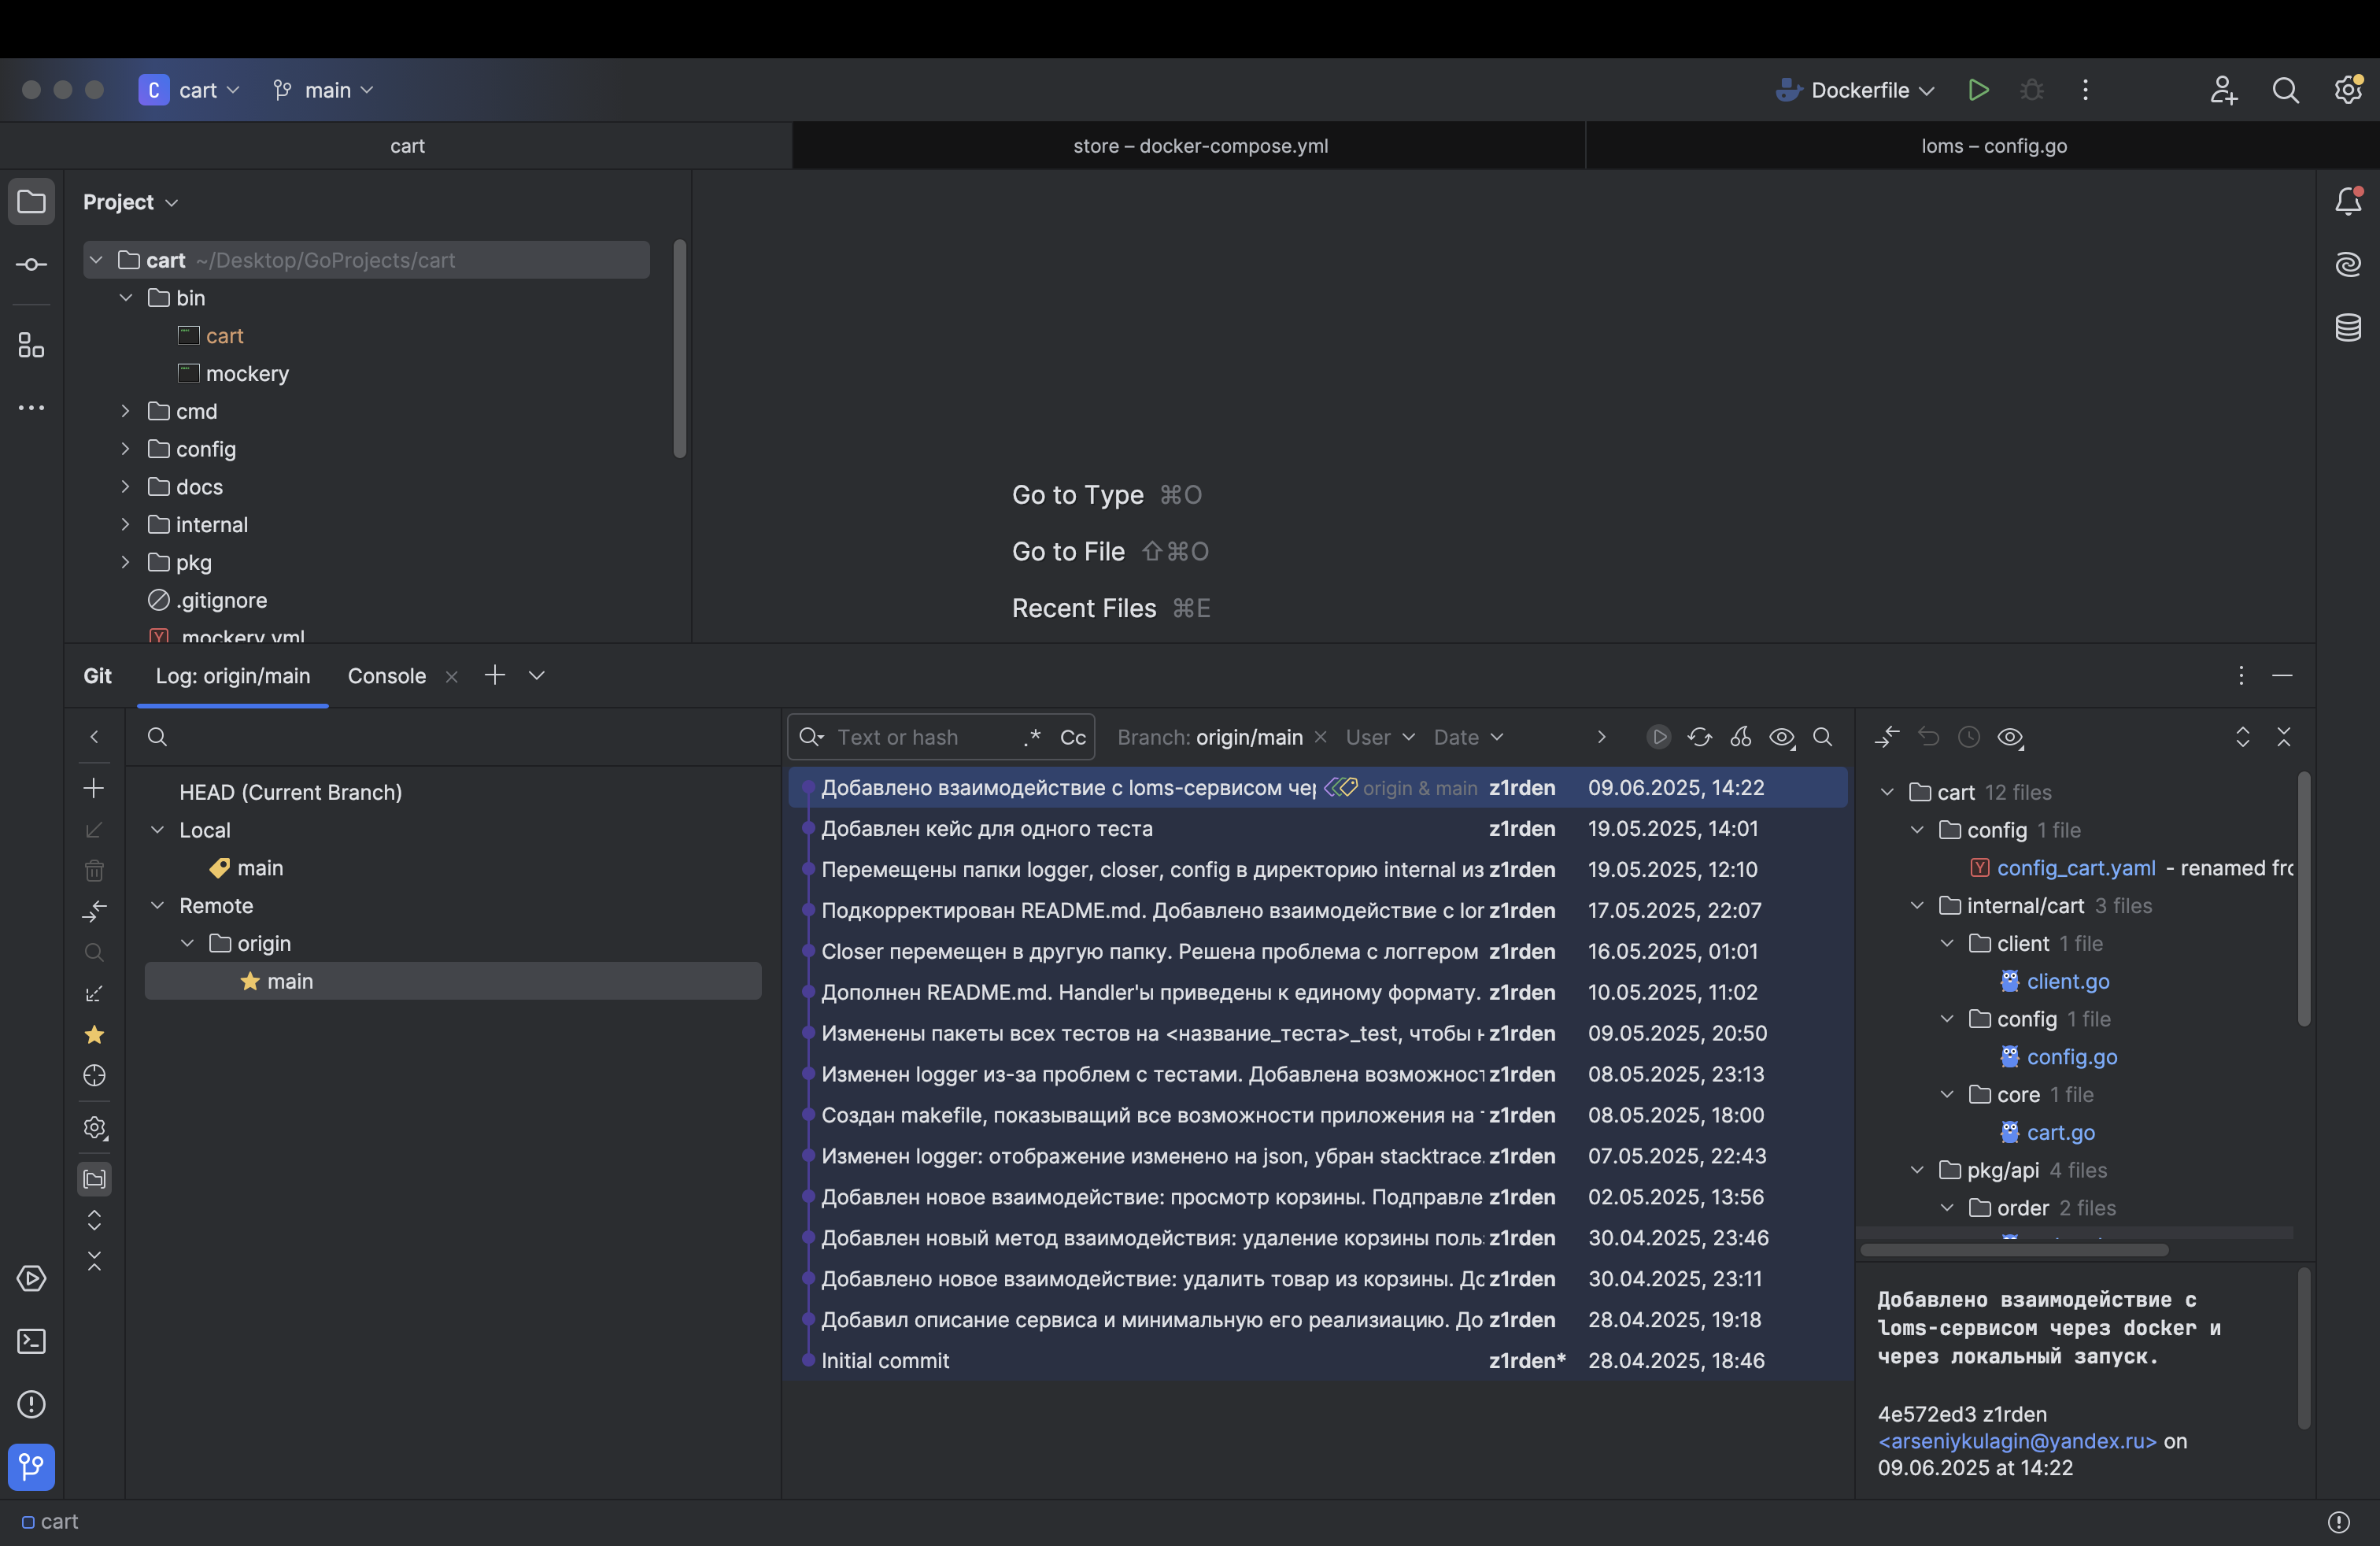 C cart main Dockerfile
cart store – docker-compose.yml loms – config.go
Project
cart ~/Desktop/GoProjects/cart
bin
cart
mockery
cmd
config
docs
internal
pkg
.gitignore
.mockery.yml
Go to Type ⌘O
Go to File ⇧⌘O
Recent Files ⌘E
Git Log: origin/main Console
HEAD (Current Branch)
Local
main
Remote
origin
main
Text or hash .* Cc Branch: origin/main User Date
Добавлено взаимодействие с loms-сервисом чер origin & main z1rden 09.06.2025, 14:22
Добавлен кейс для одного теста z1rden 19.05.2025, 14:01
Перемещены папки logger, closer, config в директорию internal из z1rden 19.05.2025, 12:10
Подкорректирован README.md. Добавлено взаимодействие с lor z1rden 17.05.2025, 22:07
Closer перемещен в другую папку. Решена проблема с логгером z1rden 16.05.2025, 01:01
Дополнен README.md. Handler'ы приведены к единому формату. z1rden 10.05.2025, 11:02
Изменены пакеты всех тестов на <название_теста>_test, чтобы z1rden 09.05.2025, 20:50
Изменен logger из-за проблем с тестами. Добавлена возможност z1rden 08.05.2025, 23:13
Создан makefile, показыващий все возможности приложения на z1rden 08.05.2025, 18:00
Изменен logger: отображение изменено на json, убран stacktrace. z1rden 07.05.2025, 22:43
Добавлен новое взаимодействие: просмотр корзины. Подправле z1rden 02.05.2025, 13:56
Добавлен новый метод взаимодействия: удаление корзины поль z1rden 30.04.2025, 23:46
Добавлено новое взаимодействие: удалить товар из корзины. До z1rden 30.04.2025, 23:11
Добавил описание сервиса и минимальную его реализиацию. До z1rden 28.04.2025, 19:18
Initial commit z1rden* 28.04.2025, 18:46
cart 12 files
config 1 file
config_cart.yaml - renamed fro
internal/cart 3 files
client 1 file
client.go
config 1 file
config.go
core 1 file
cart.go
pkg/api 4 files
order 2 files
Добавлено взаимодействие с
loms-сервисом через docker и
через локальный запуск.
4e572ed3 z1rden
<arseniykulagin@yandex.ru> on
09.06.2025 at 14:22
cart